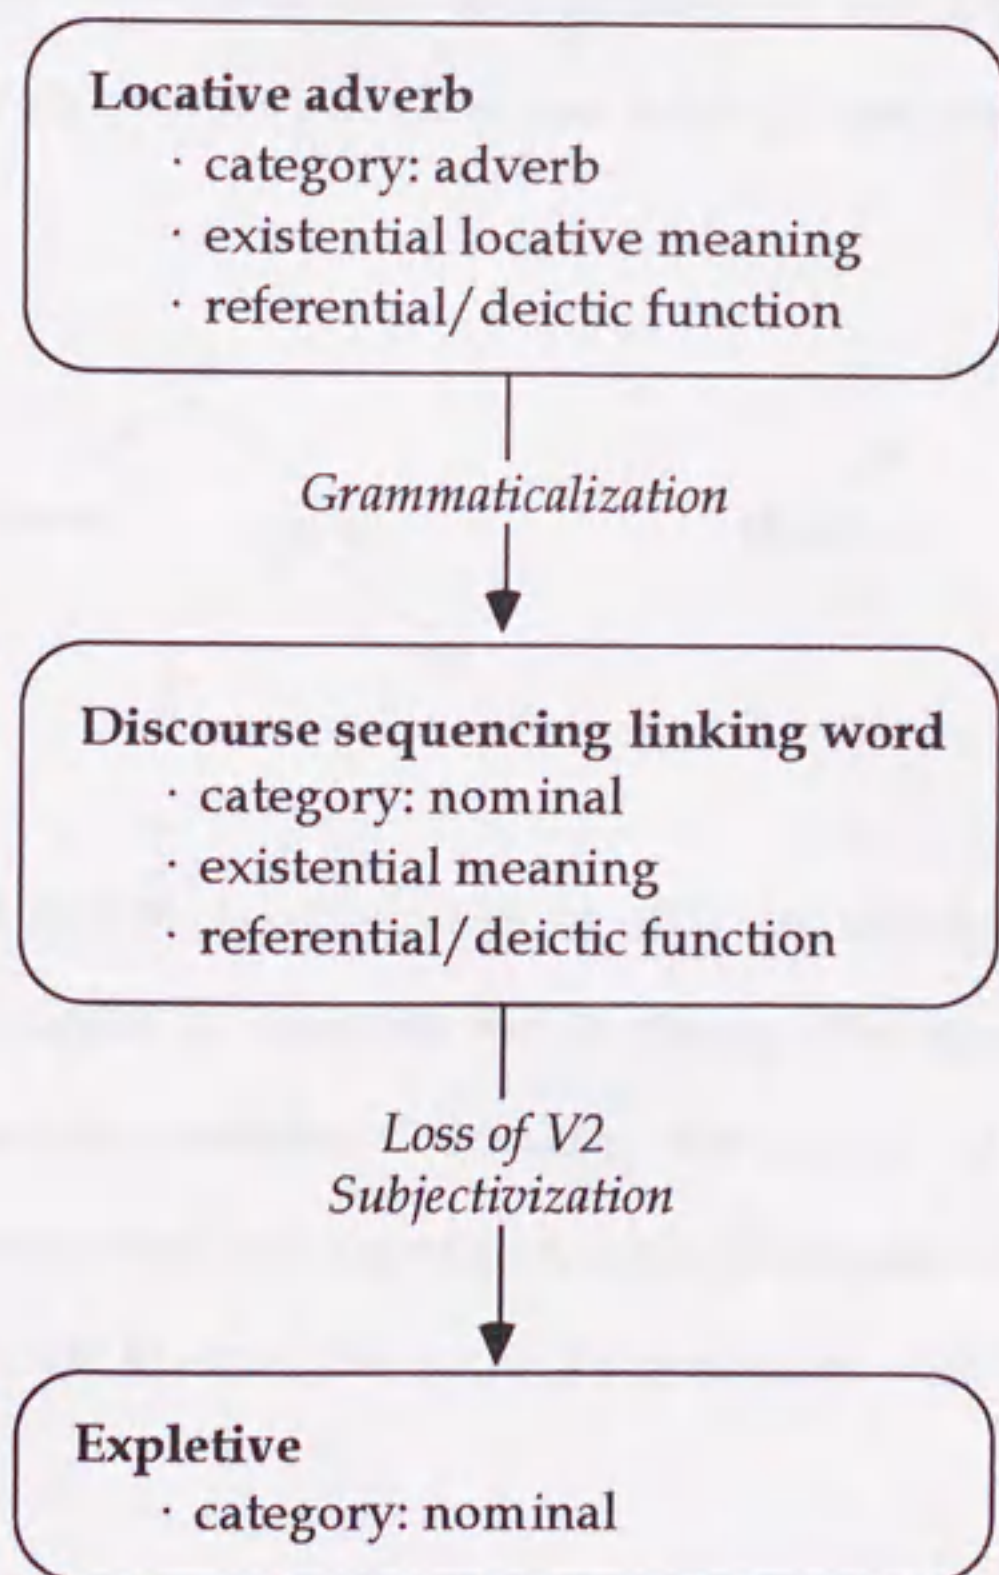 Locative adverb
· category: adverb
· existential locative meaning
· referential/deictic function
Grammaticalization
Discourse sequencing linking word
· category: nominal
· existential meaning
· referential/deictic function
Loss of V2
Subjectivization
Expletive
· category: nominal